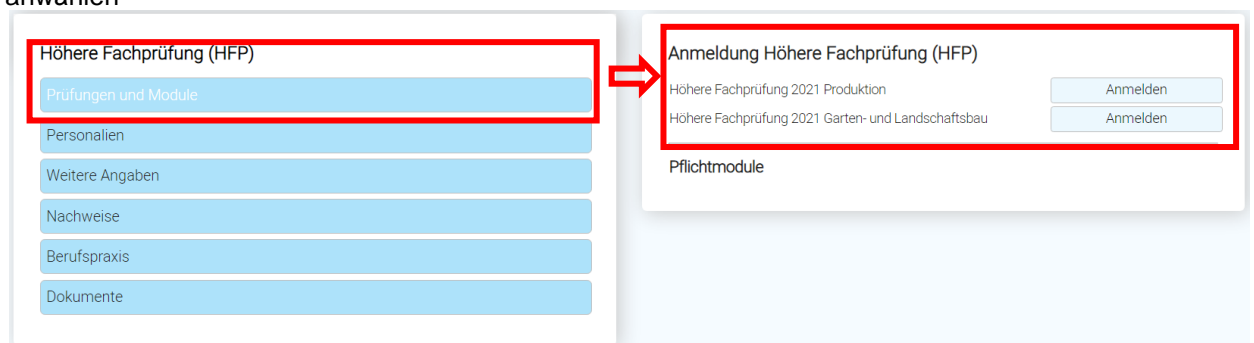 anwählen
Höhere Fachprüfung (HFP)
Prüfungen und Module
Personalien
Weitere Angaben
Nachweise
Berufspraxis
Dokumente
Anmeldung Höhere Fachprüfung (HFP)
Höhere Fachprüfung 2021 Produktion Anmelden
Höhere Fachprüfung 2021 Garten- und Landschaftsbau Anmelden
Pflichtmodule